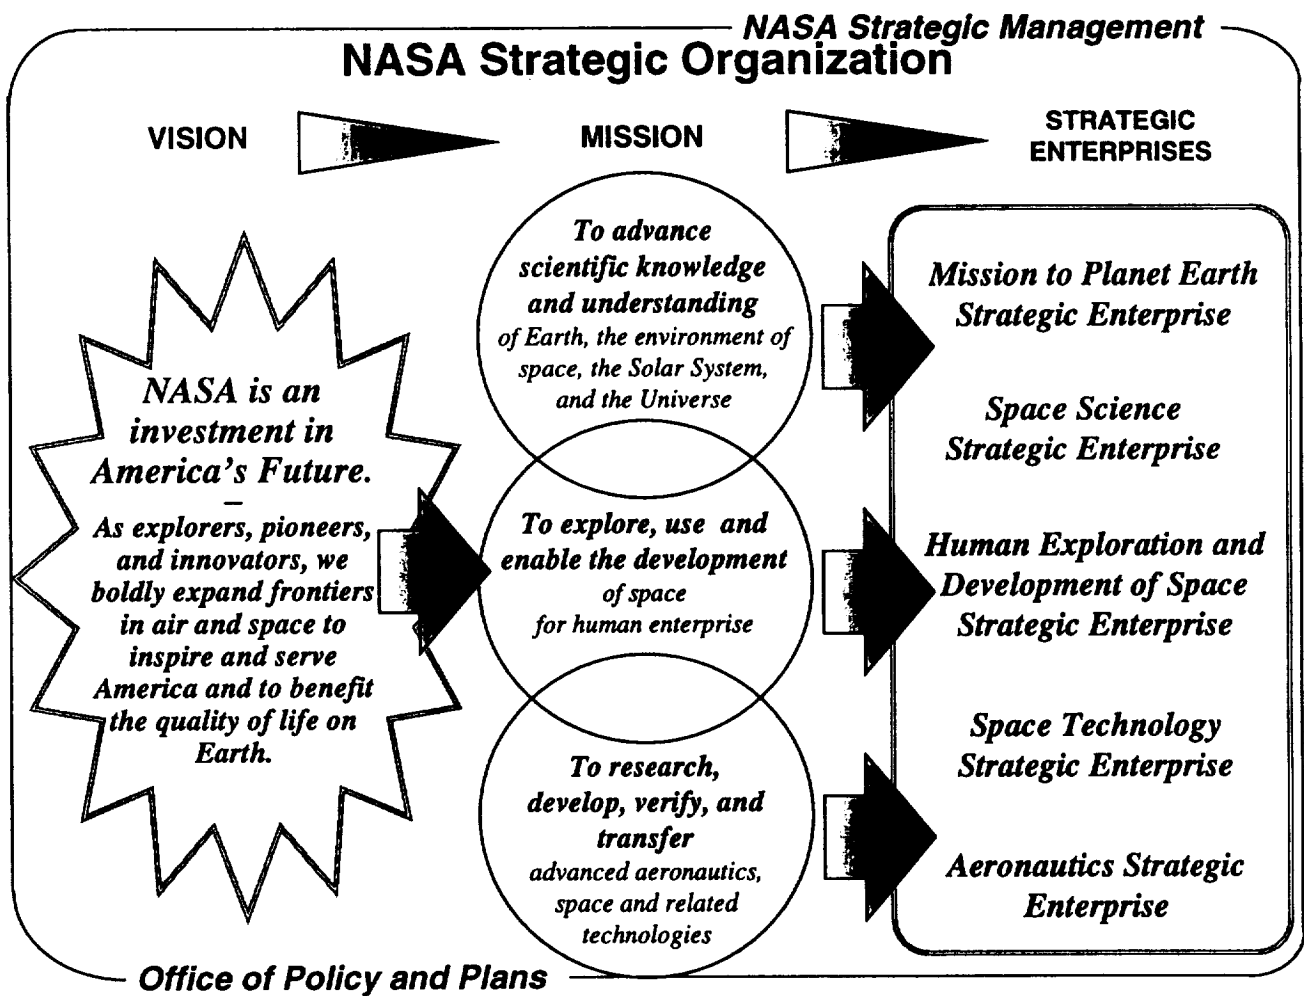 NASA Strategic Management
NASA Strategic Organization
VISION
MISSION
STRATEGIC
ENTERPRISES
NASA is an
investment in
America's Future.
–
As explorers, pioneers,
and innovators, we
boldly expand frontiers
in air and space to
inspire and serve
America and to benefit
the quality of life on
Earth.
To advance
scientific knowledge
and understanding
of Earth, the environment of
space, the Solar System,
and the Universe
To explore, use and
enable the development
of space
for human enterprise
To research,
develop, verify, and
transfer
advanced aeronautics,
space and related
technologies
Mission to Planet Earth
Strategic Enterprise
Space Science
Strategic Enterprise
Human Exploration and
Development of Space
Strategic Enterprise
Space Technology
Strategic Enterprise
Aeronautics Strategic
Enterprise
Office of Policy and Plans